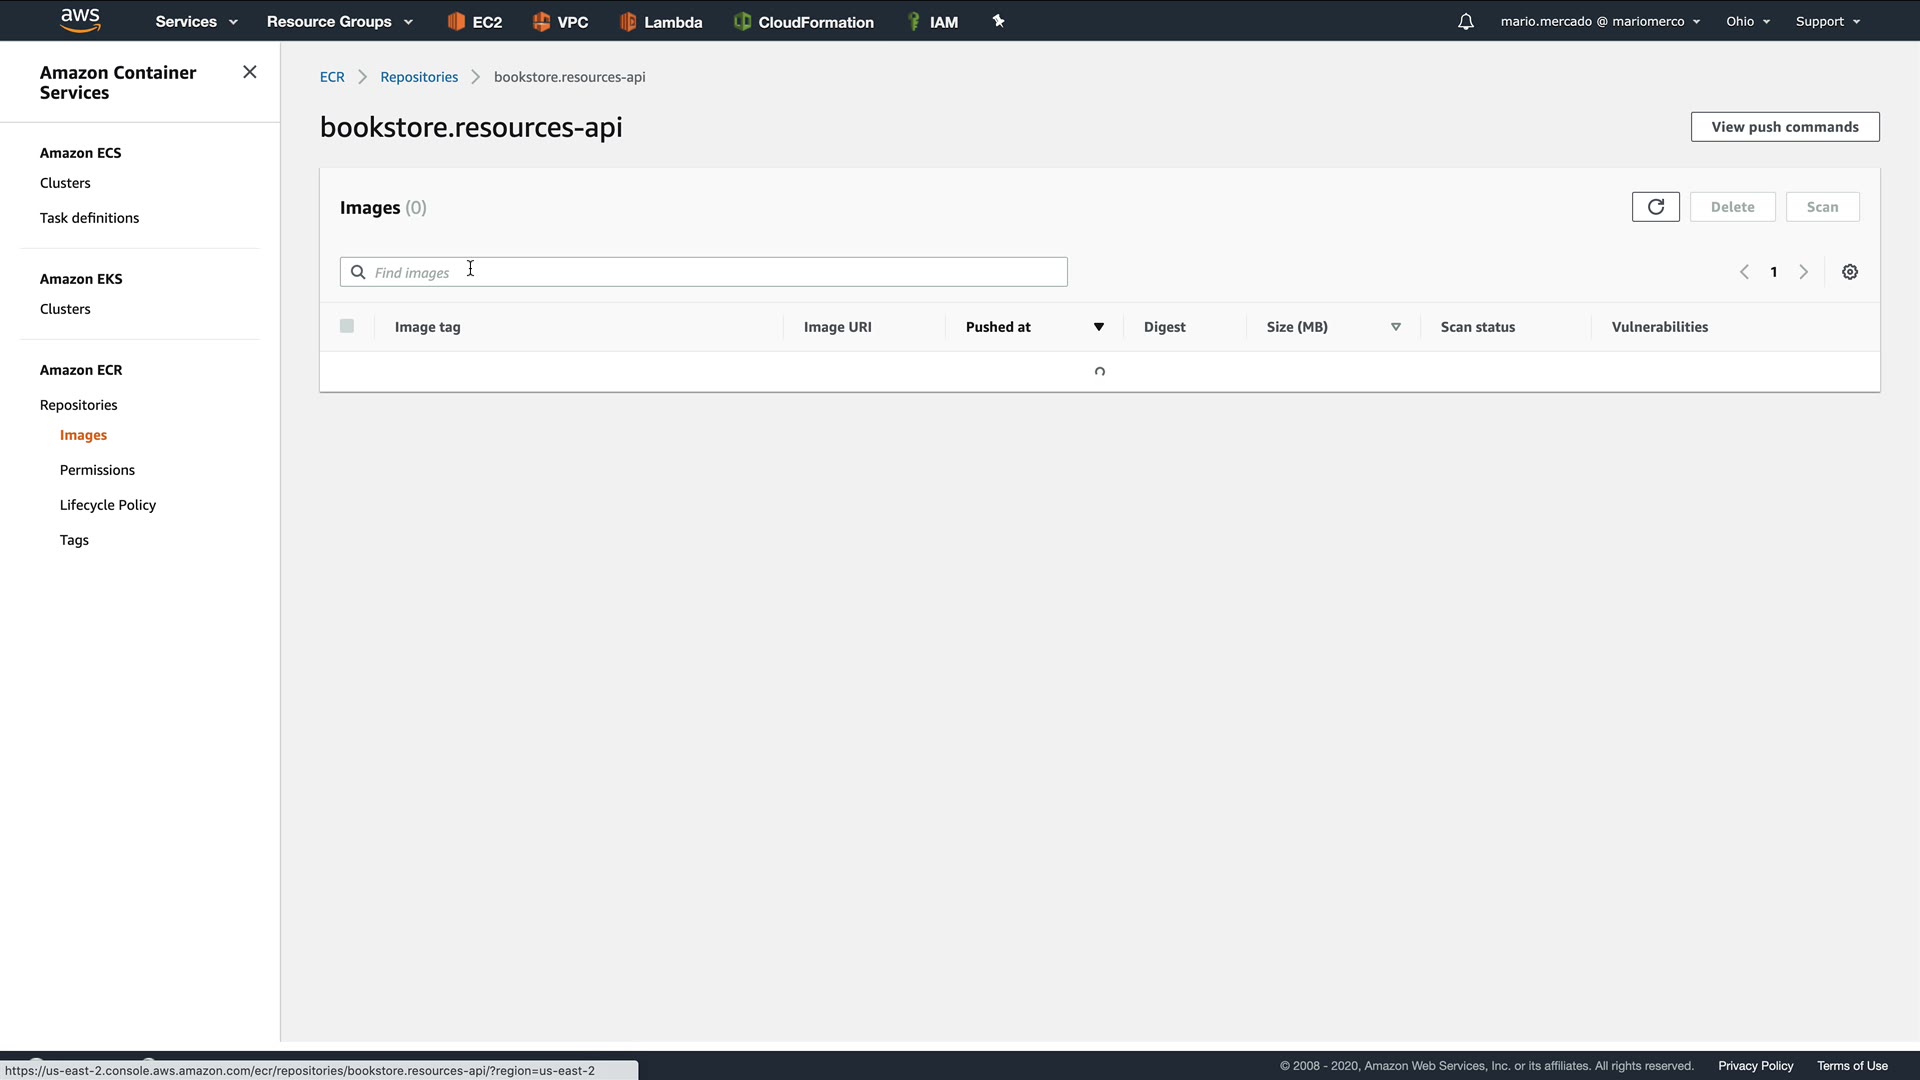 aws
Services
Resource Groups
EC2
VPC
Lambda
CloudFormation
IAM
mario.mercado @ mariomerco
Ohio
Support
Amazon Container
Services
Amazon ECS
Clusters
Task definitions
Amazon EKS
Clusters
Amazon ECR
Repositories
Images
Permissions
Lifecycle Policy
Tags
ECR
Repositories
bookstore.resources-api
bookstore.resources-api
View push commands
Images (0)
Delete
Scan
Find images
1
Image tag
Image URI
Pushed at
Digest
Size (MB)
Scan status
Vulnerabilities
https://us-east-2.console.aws.amazon.com/ecr/repositories/bookstore.resources-api/?region=us-east-2
© 2008 - 2020, Amazon Web Services, Inc. or its affiliates. All rights reserved.
Privacy Policy
Terms of Use